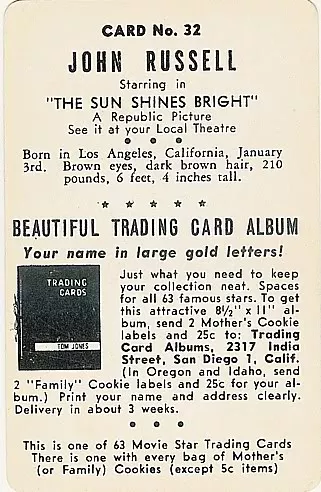 CARD No. 32
JOHN RUSSELL
Starring in
"THE SUN SHINES BRIGHT"
A Republic Picture
See it at your Local Theatre
Born in Los Angeles, California, January
3rd. Brown eyes, dark brown hair, 210
pounds, 6 feet, 4 inches tall.
BEAUTIFUL TRADING CARD ALBUM
Your name in large gold letters!
TRADING
CARDS
TOM JONES
Just what you need to
keep your collection neat. Spaces
for all 63 famous stars. To get
this attractive 8½" x 11" al-
bum, send 2 Mother's Cookie
labels and 25c to: Trading
Card Albums, 2317 India
Street, San Diego 1, Calif.
(In Oregon and Idaho, send
2 "Family" Cookie labels and 25c for your al-
bum.) Print your name and address clearly.
Delivery in about 3 weeks.
This is one of 63 Movie Star Trading Cards
There is one with every bag of Mother's
(or Family) Cookies (except 5c items)